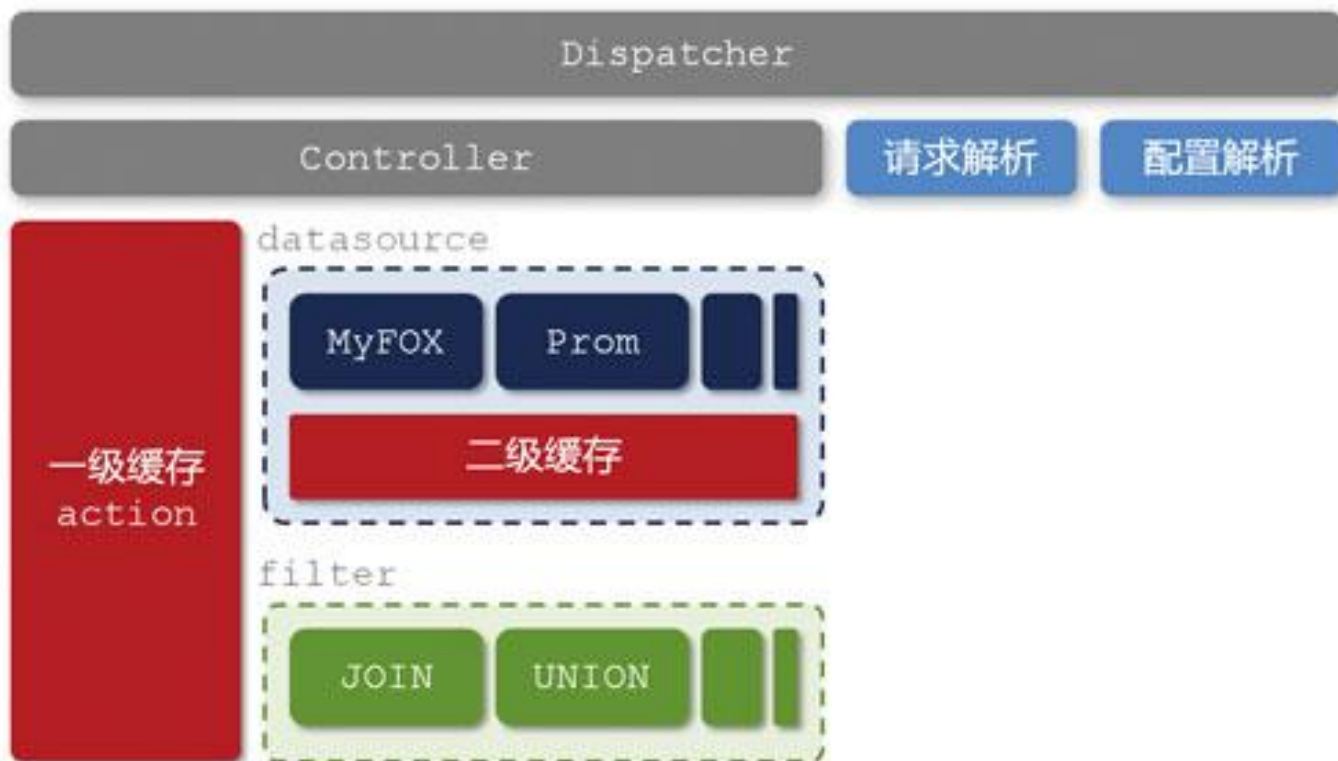 Dispatcher
Controller
请求解析
配置解析
datasource
MyFOX
Prom
二级缓存
一级缓存
action
filter
JOIN
UNION